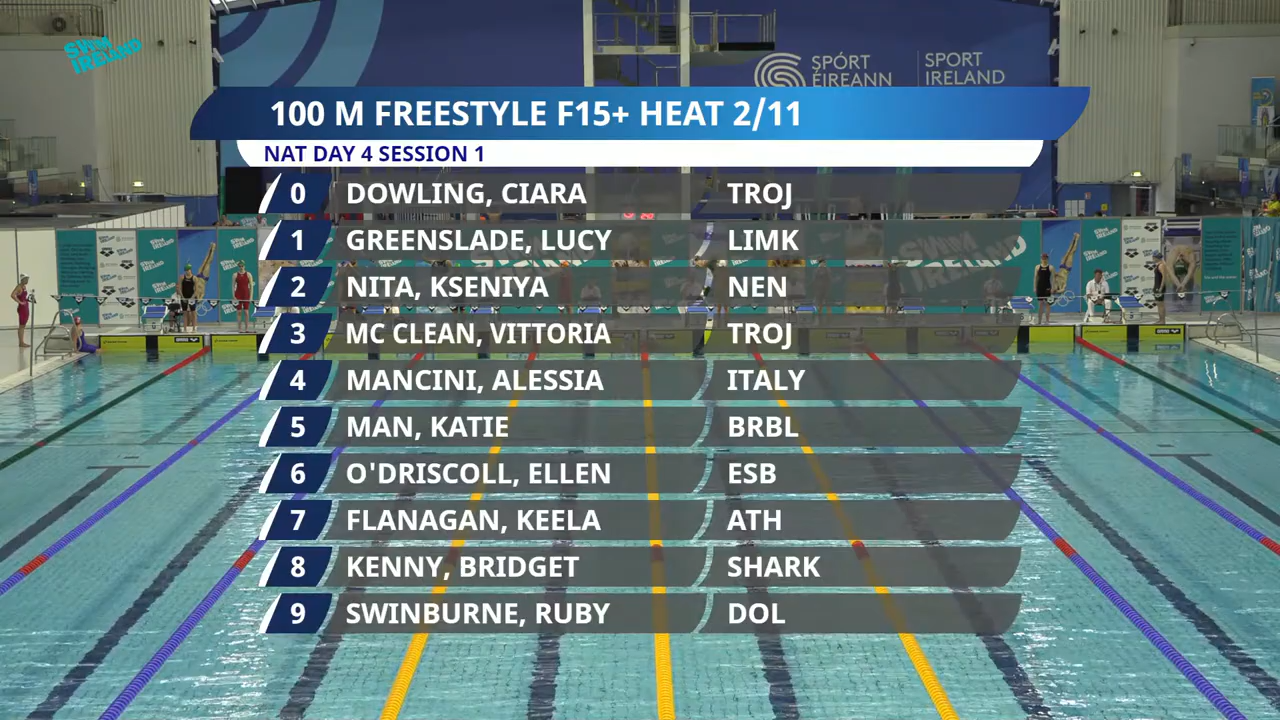 SWIM
IRELAND
SPÓRT
ÉIREANN
SPORT
IRELAND
100 M FREESTYLE F15+ HEAT 2/11
NAT DAY 4 SESSION 1
0 DOWLING, CIARA TROJ
1 GREENSLADE, LUCY LIMK
2 NITA, KSENIYA NEN
3 MC CLEAN, VITTORIA TROJ
4 MANCINI, ALESSIA ITALY
5 MAN, KATIE BRBL
6 O'DRISCOLL, ELLEN ESB
7 FLANAGAN, KEELA ATH
8 KENNY, BRIDGET SHARK
9 SWINBURNE, RUBY DOL
SWIM
IRELAND